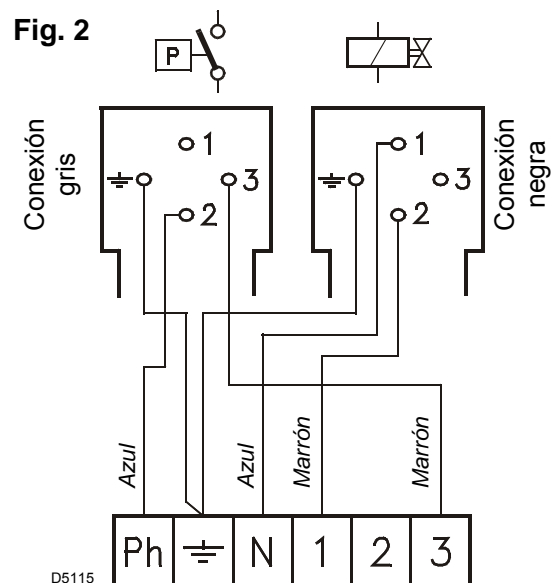 Fig. 2
P
Conexión
gris
1
3
2
Conexión
negra
1
3
2
Azul
Azul
Marrón
Marrón
Ph
N
1
2
3
D5115